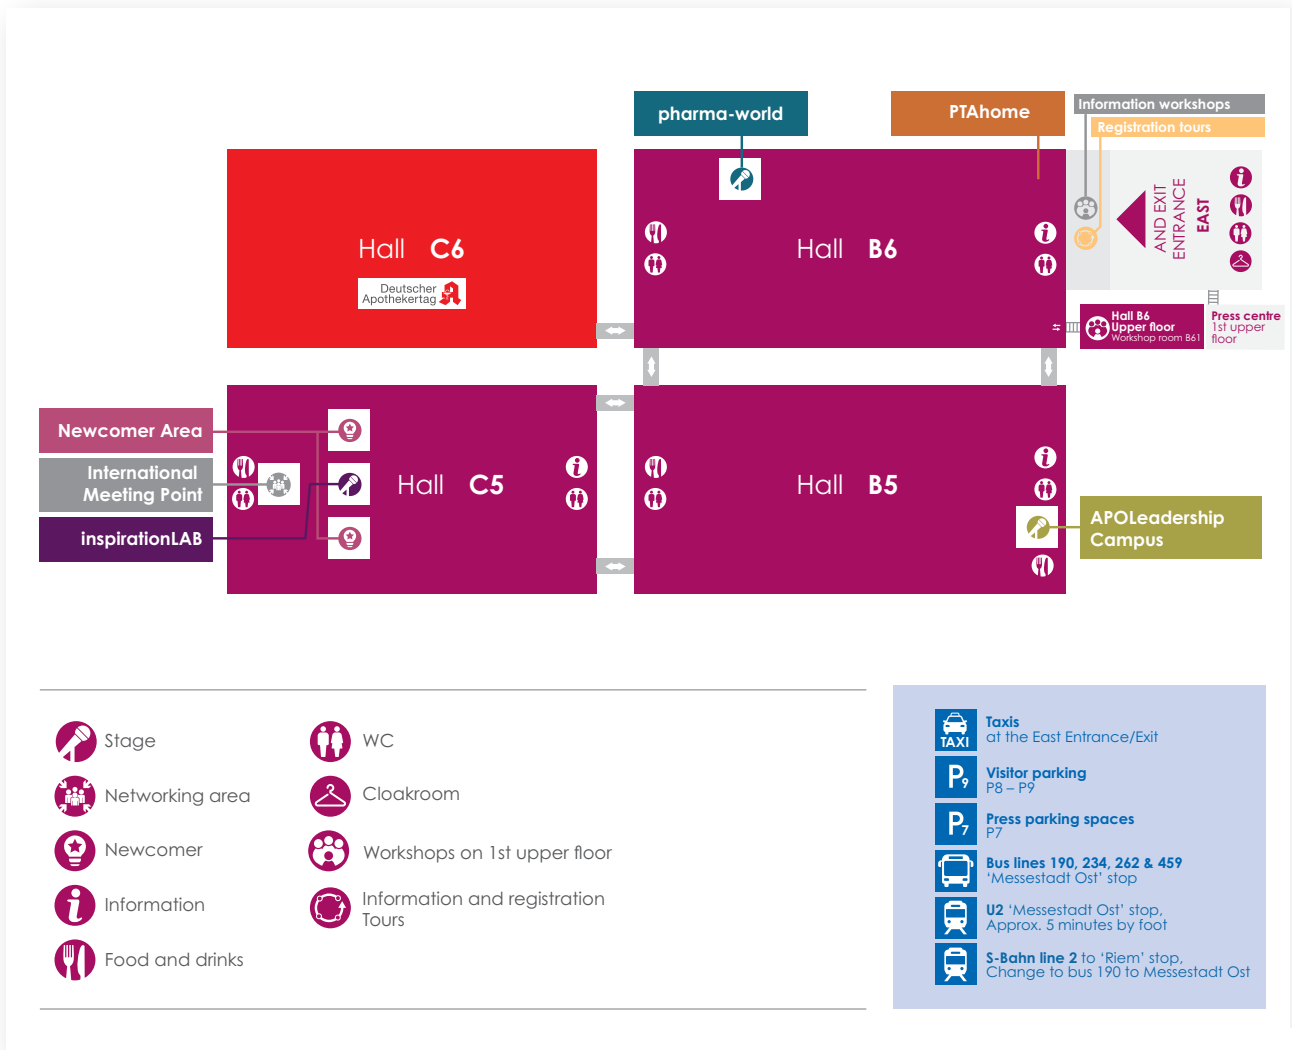 pharma-world
PTAhome
Information workshops
Registration tours
Hall C6
Deutscher
Apothekertag
Hall B6
AND EXIT
ENTRANCE
EAST
Hall B6
Upper floor
Workshop room B61
Press centre
1st upper
floor
Newcomer Area
International
Meeting Point
inspirationLAB
Hall C5
Hall B5
APOLeadership
Campus
Stage
Networking area
Newcomer
Information
Food and drinks
WC
Cloakroom
Workshops on 1st upper floor
Information and registration
Tours
TAXI
Taxis
at the East Entrance/Exit
P9
Visitor parking
P8 – P9
P7
Press parking spaces
P7
Bus lines 190, 234, 262 & 459
‘Messestadt Ost’ stop
U2 ‘Messestadt Ost’ stop,
Approx. 5 minutes by foot
S-Bahn line 2 to ‘Riem’ stop,
Change to bus 190 to Messestadt Ost